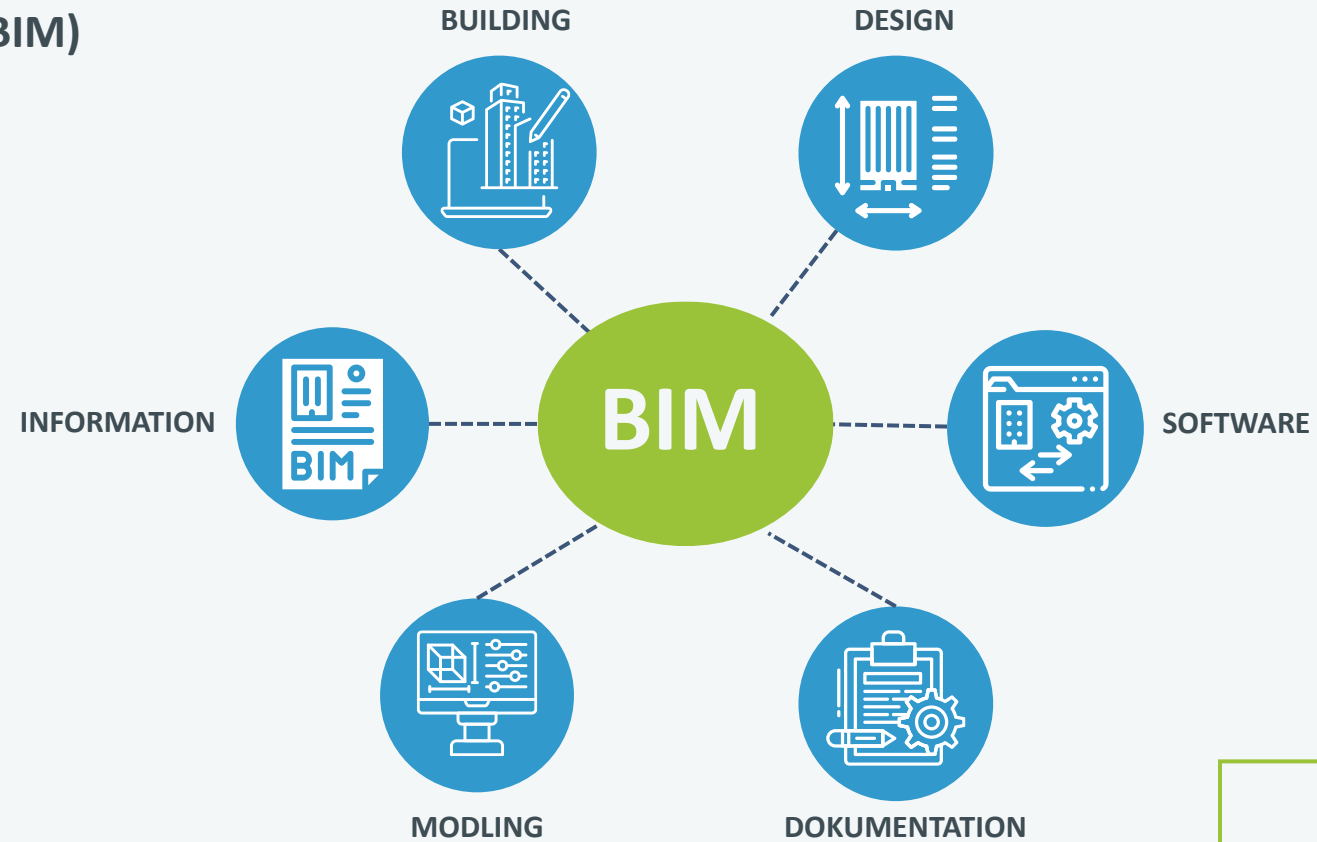 BIM)
BUILDING
DESIGN
INFORMATION
BIM
BIM
SOFTWARE
MODLING
DOKUMENTATION